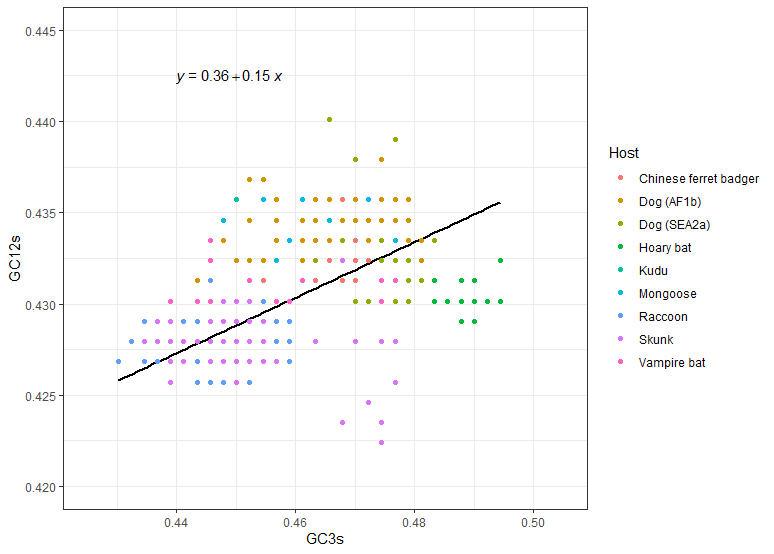 y = 0.36 + 0.15 x
GC12s
0.445
0.440
0.435
0.430
0.425
0.420
0.44
0.46
0.48
0.50
GC3s
Host
Chinese ferret badger
Dog (AF1b)
Dog (SEA2a)
Hoary bat
Kudu
Mongoose
Raccoon
Skunk
Vampire bat